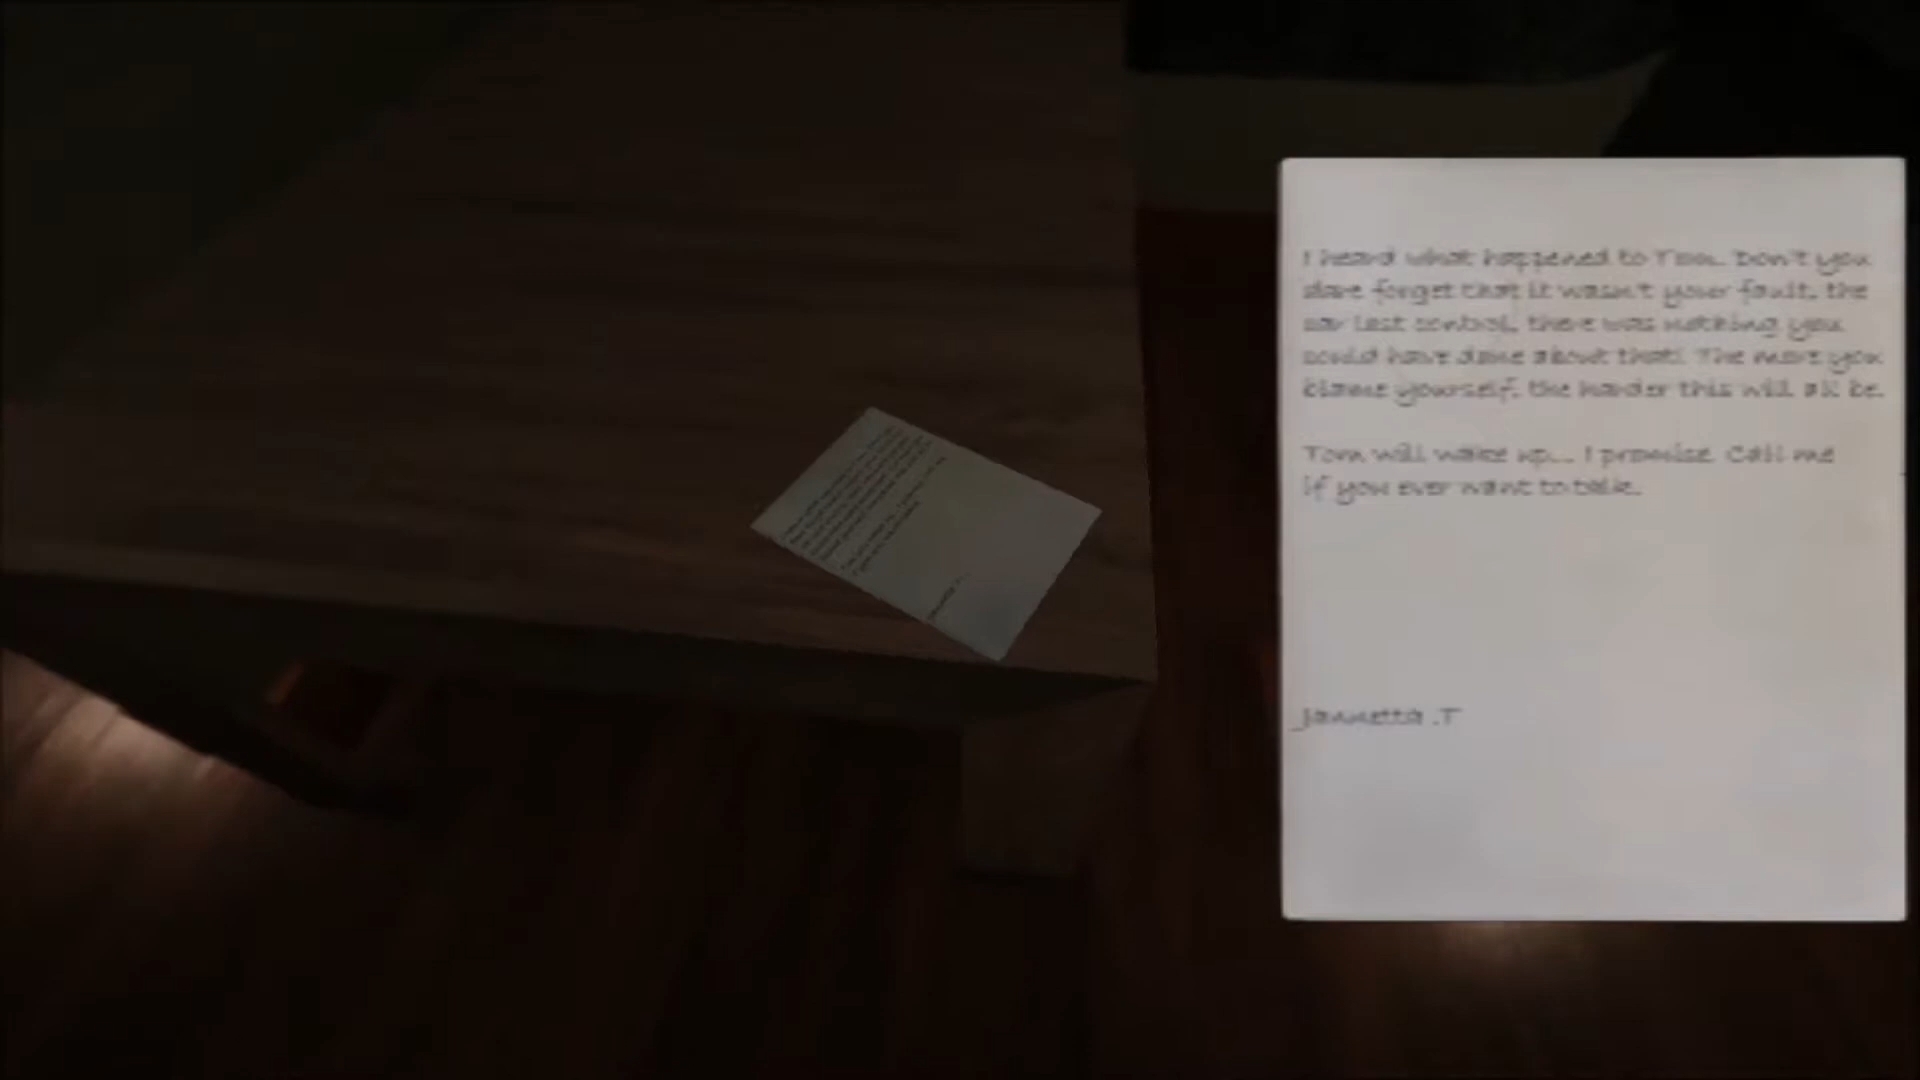 I heard what happened to Tom. Don't you
dare forget that it wasn't your fault, the
car lost control, there was nothing you
could have done about that! The more you
blame yourself, the harder this will all be.
Tom will wake up... I promise. Call me
if you ever want to talk.
Jannetta .T